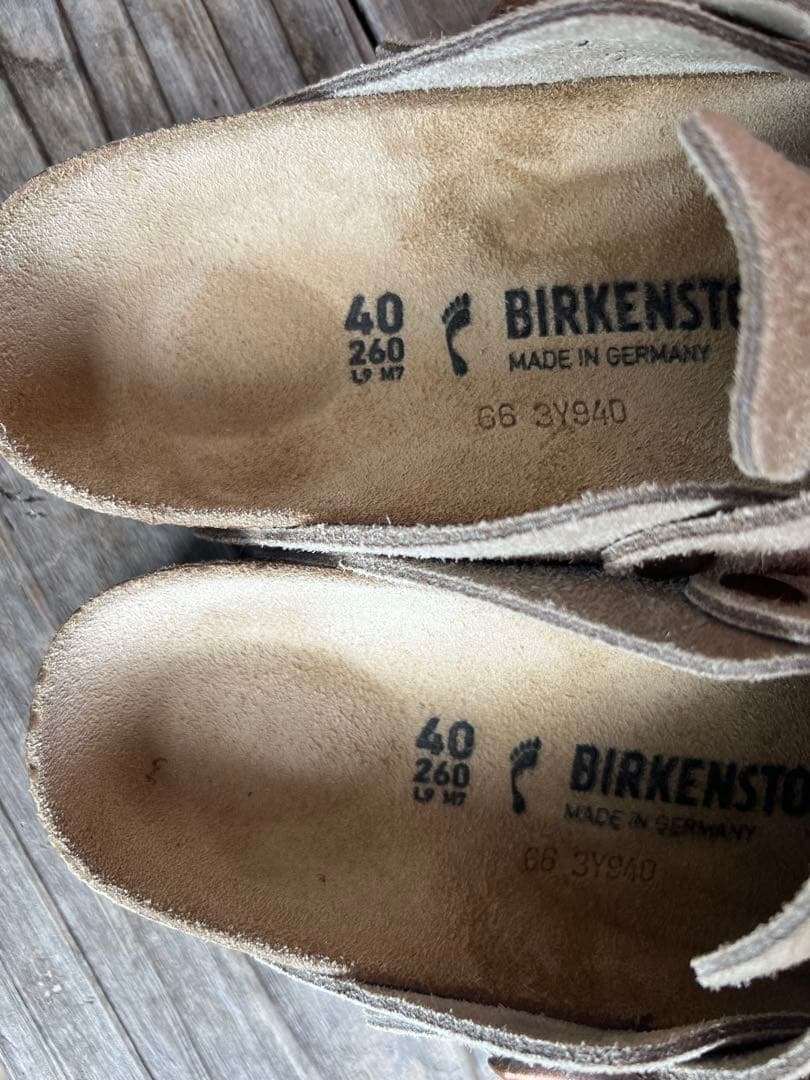 40
260
L9 M7
BIRKENSTO
MADE IN GERMANY
66 3Y940
40
260
L9 M7
BIRKENSTO
MADE IN GERMANY
66 3Y940